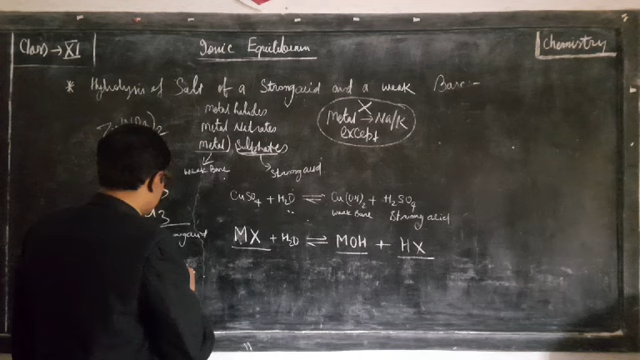 Class → XI
Ionic Equilibrium
Chemistry
* Hydrolysis of Salt of a Strong acid and a weak Base:-
metal halides
metal Nitrates
metal Sulphates
weak Base
Strong acid
Metal → Na/K
X
except
CuSO₄ + H₂O ⇌ Cu(OH)₂ + H₂SO₄
weak Base Strong acid
MX + H₂O ⇌ MOH + HX